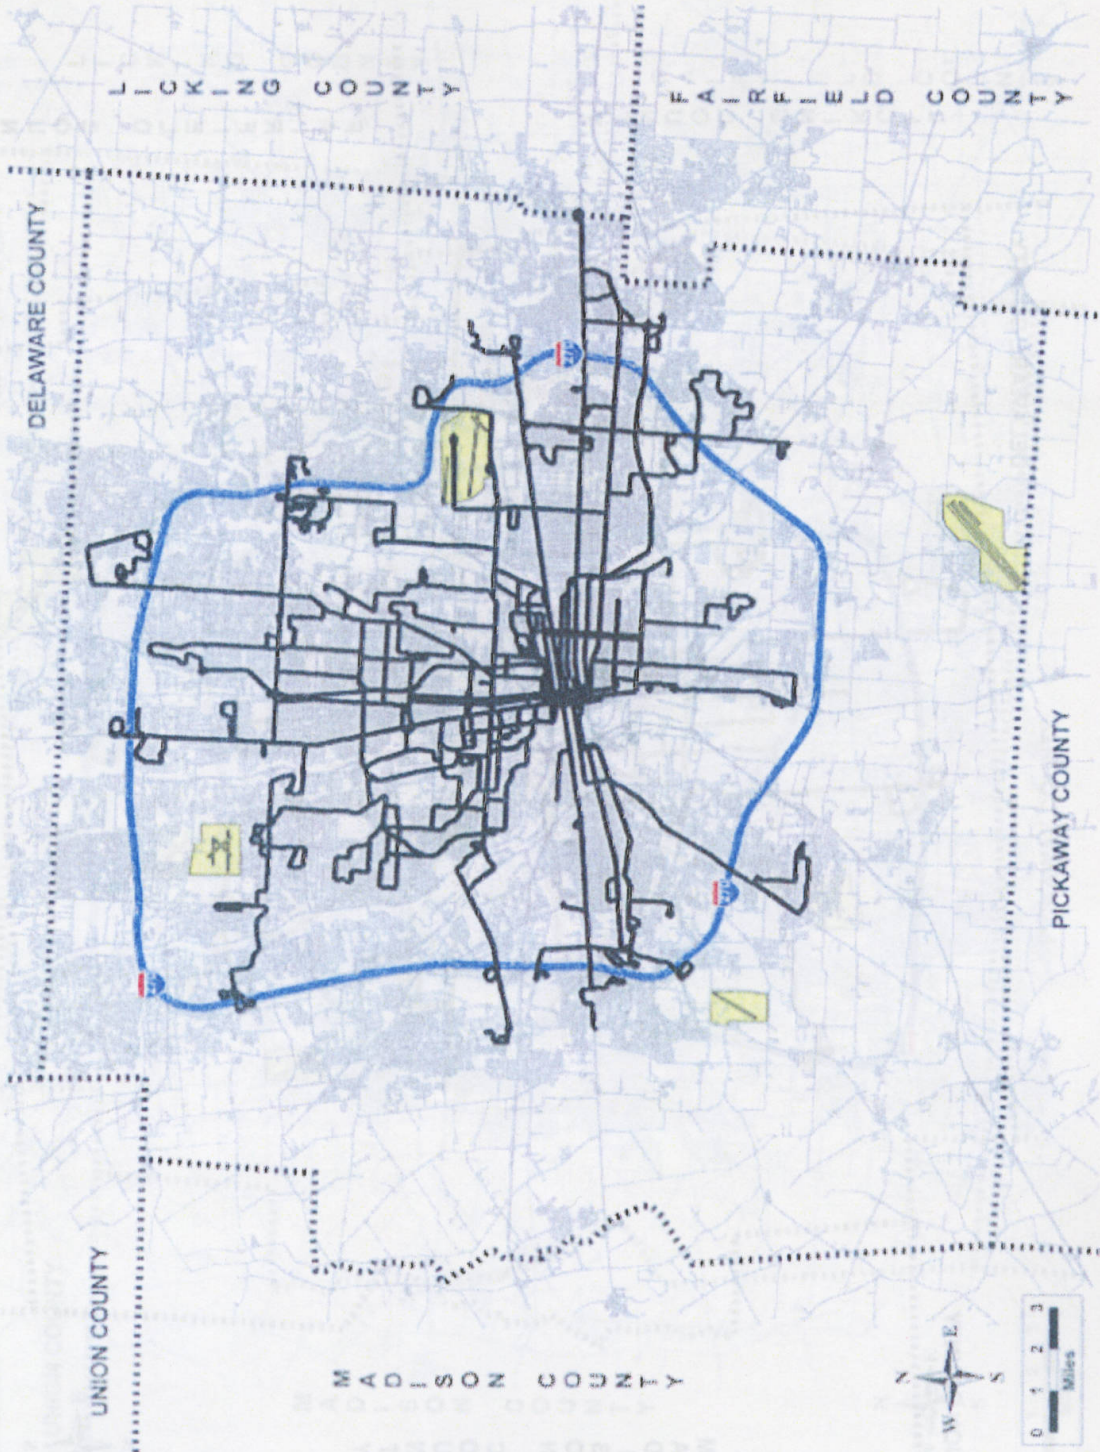 DELAWARE COUNTY
UNION COUNTY
LICKING COUNTY
MADISON COUNTY
FAIRFIELD COUNTY
PICKAWAY COUNTY
N
W E
S
0 1 2 3
Miles